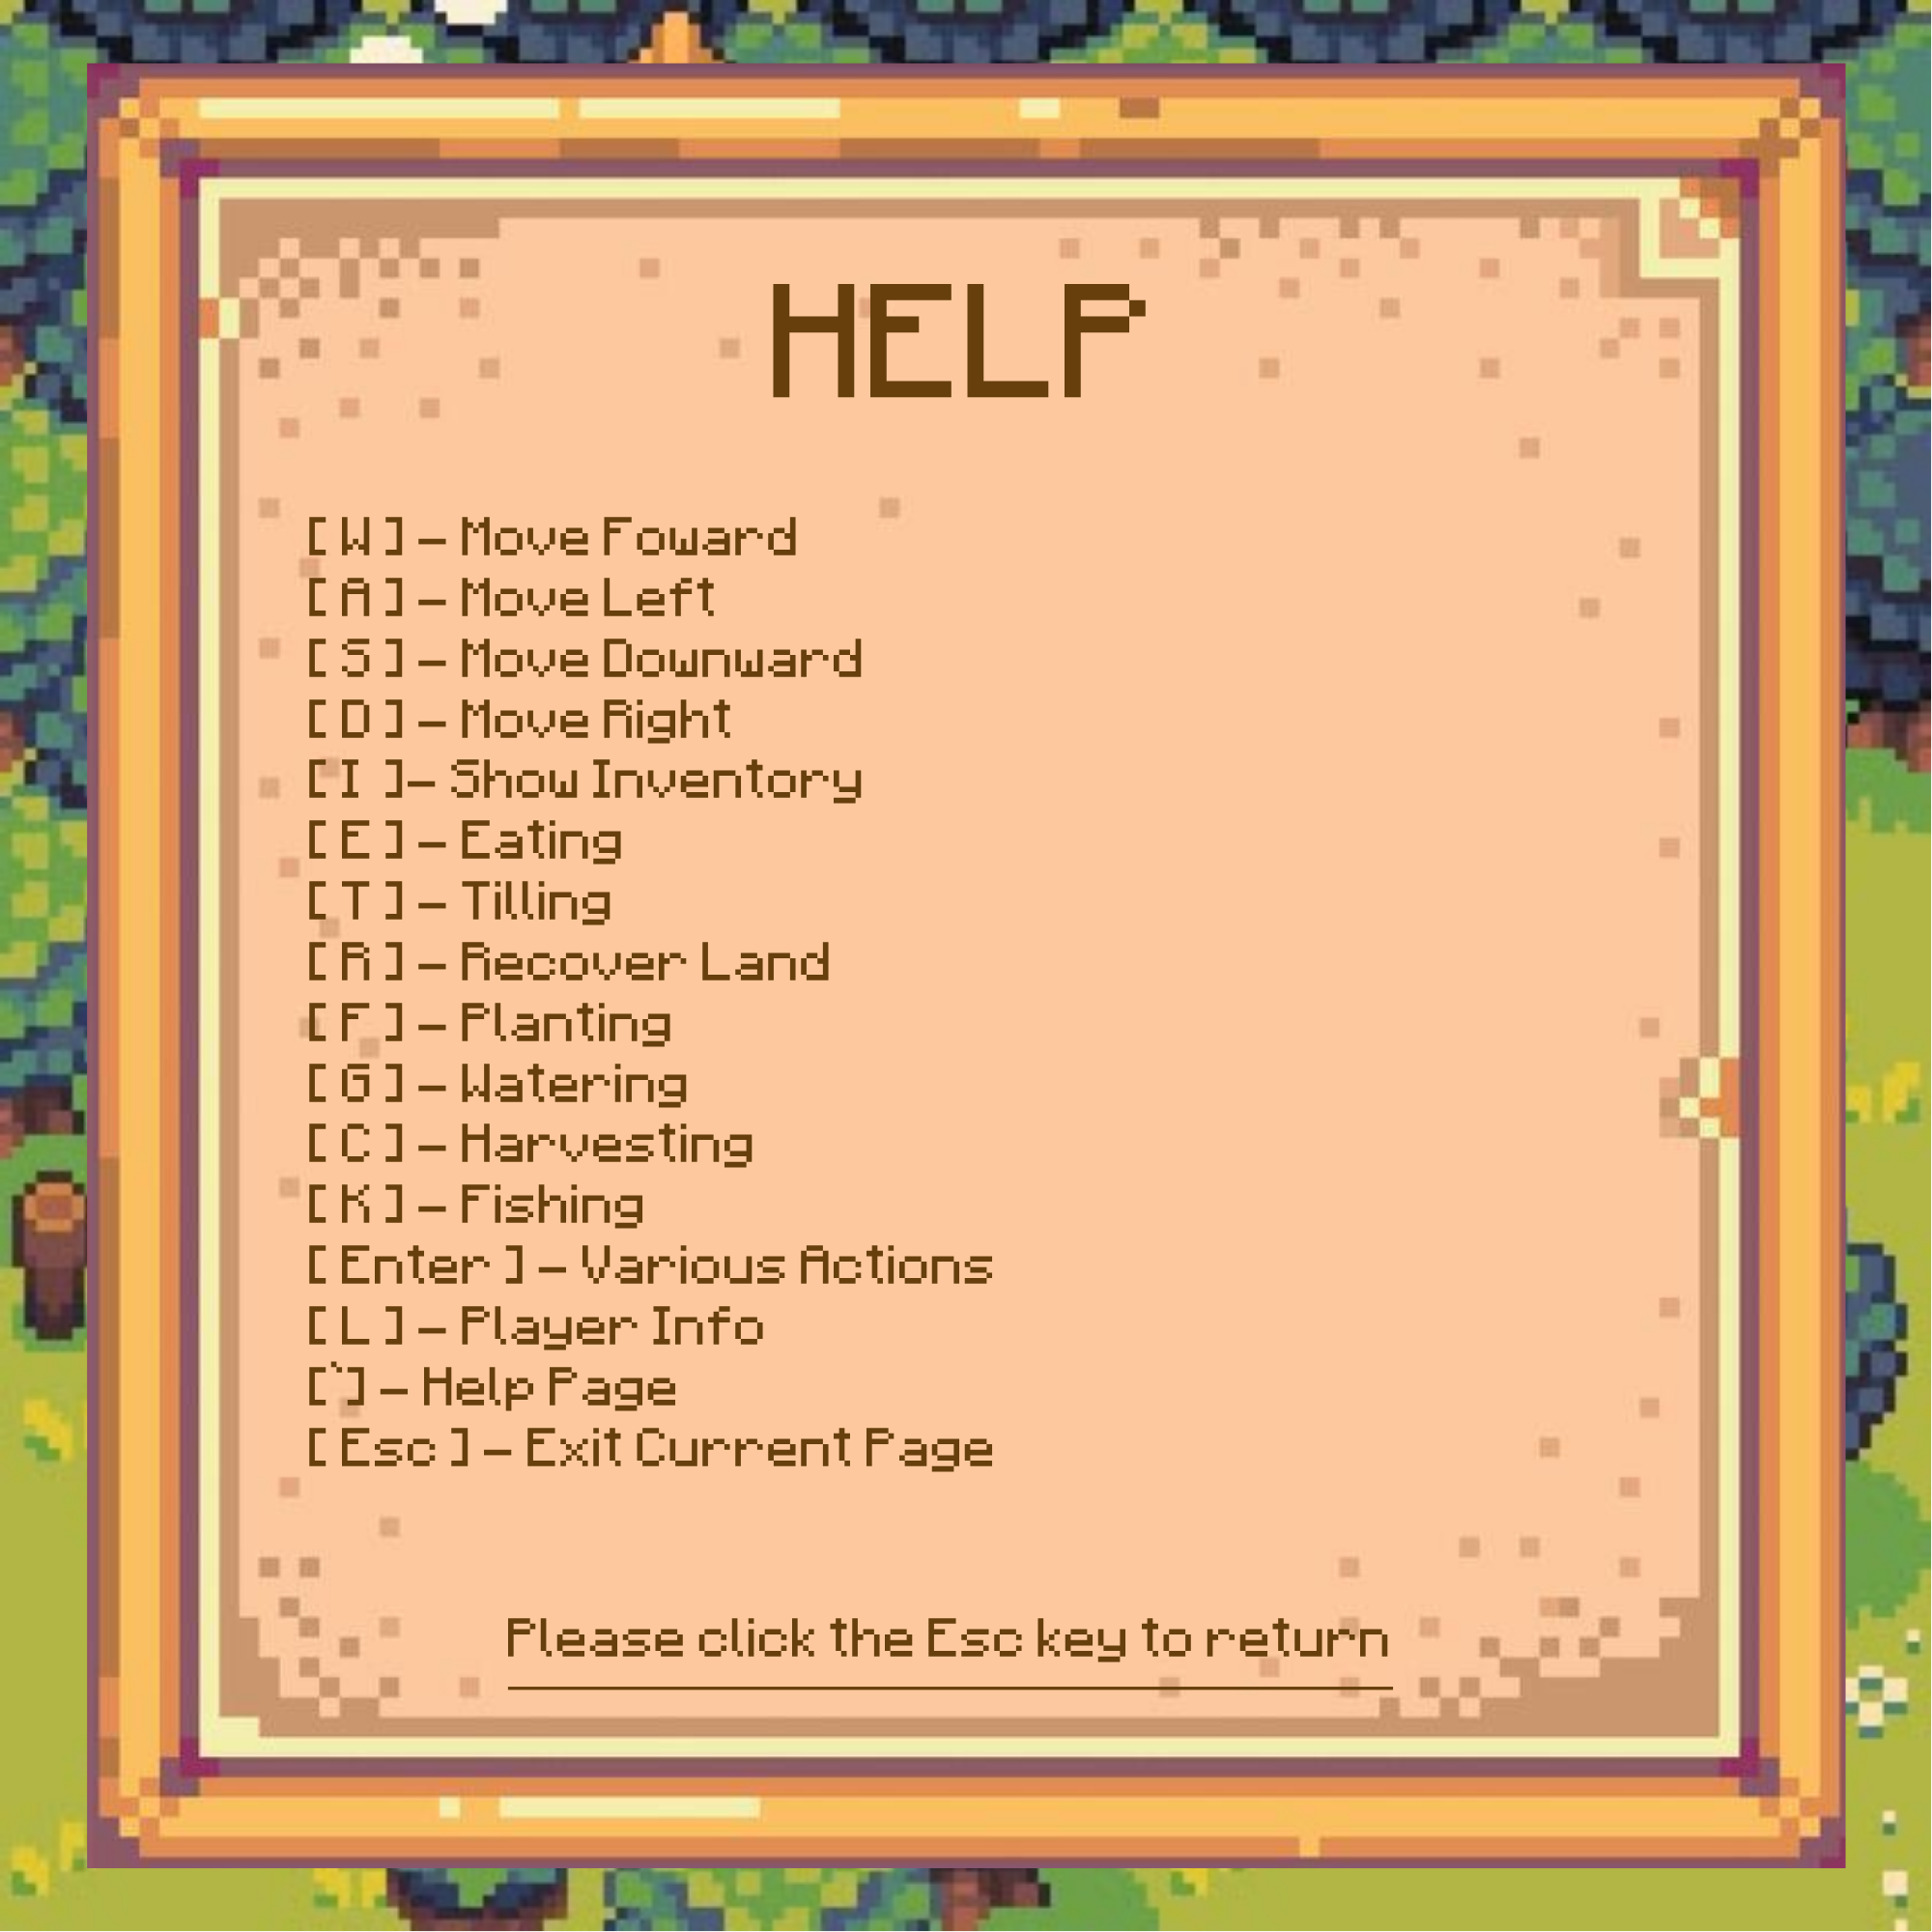 HELP
[ W ] – Move Foward
[ A ] – Move Left
[ S ] – Move Downward
[ D ] – Move Right
[ I ]– Show Inventory
[ E ] – Eating
[ T ] – Tilling
[ R ] – Recover Land
[ F ] – Planting
[ G ] – Watering
[ C ] – Harvesting
[ K ] – Fishing
[ Enter ] – Various Actions
[ L ] – Player Info
[`] – Help Page
[ Esc ] – Exit Current Page
Please click the Esc key to return